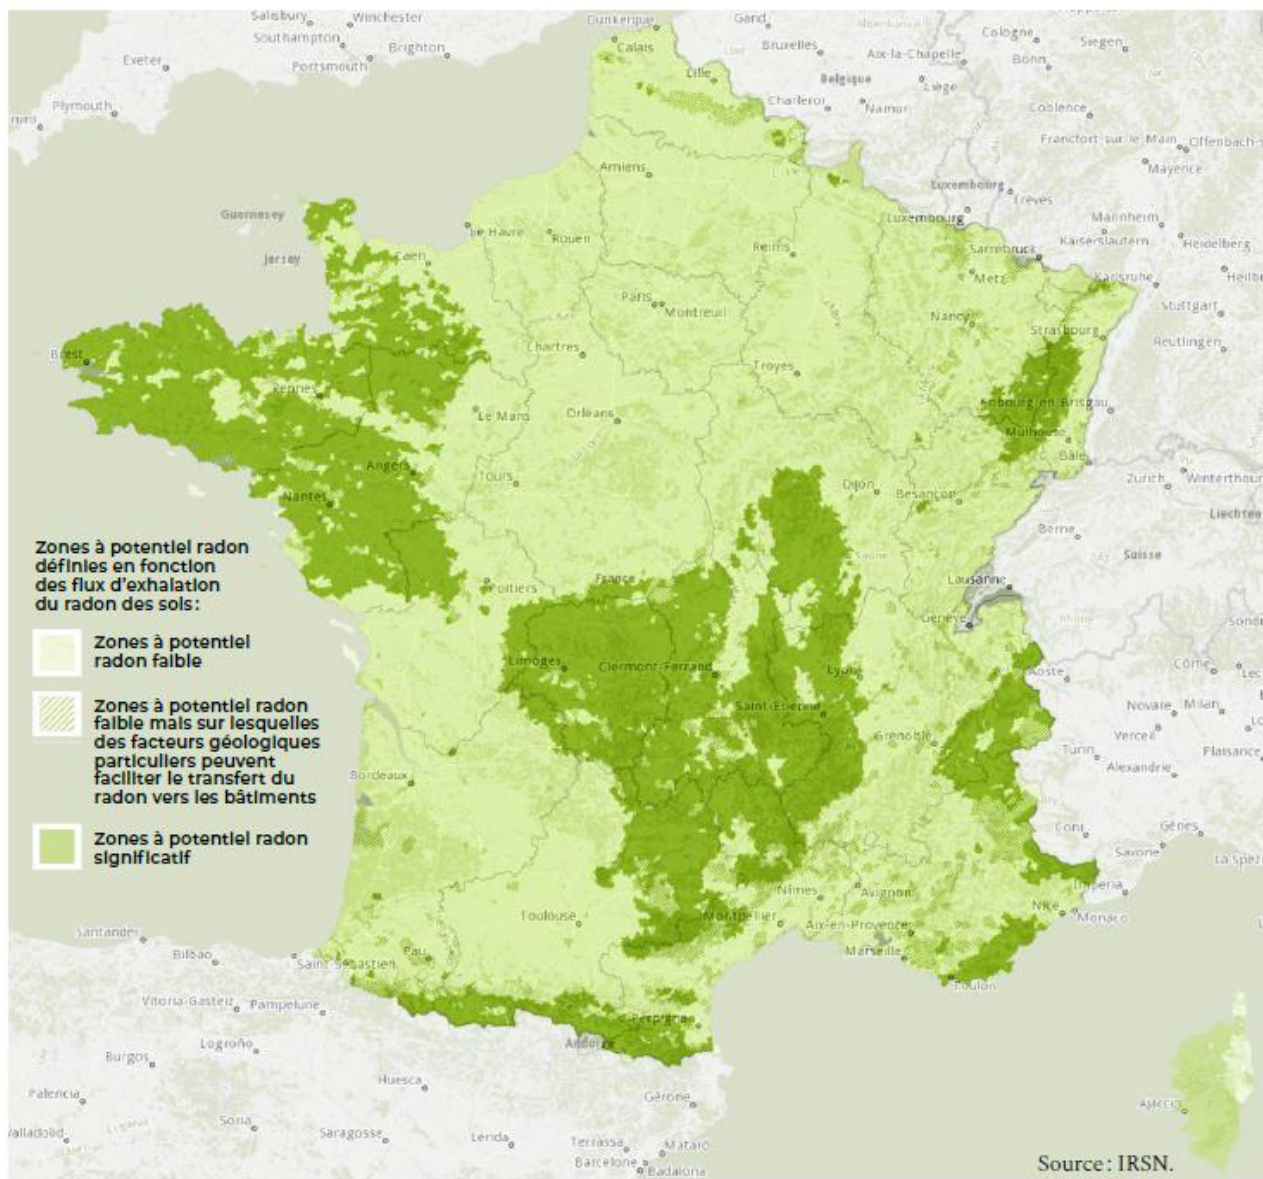 Salisbury
Winchester
Southampton
Portsmouth
Brighton
Exeter
Plymouth
Dunkerque
Calais
Lille
Gand
Bruxelles
Belgique
Aix-la-Chapelle
Liège
Charleroi
Namur
Cologne
Bonn
Siegen
Coblence
Francfort-sur-le-Main
Mayence
Luxembourg
Trèves
Luxembourg
Mannheim
Kaiserslautern
Heidelberg
Sarrebruck
Karlsruhe
Stuttgart
Reutlingen
Amiens
Guernesey
Jersey
Le Havre
Rouen
Caen
Reims
Metz
Paris
Montreuil
Nancy
Strasbourg
Chartres
Troyes
Brest
Rennes
Le Mans
Orléans
Fribourg-en-Brisgau
Mulhouse
Bâle
Angers
Tours
Dijon
Besançon
Zurich
Winterthour
Nantes
Berne
Suisse
Zones à potentiel radon
définies en fonction
des flux d'exhalation
du radon des sols :
Zones à potentiel
radon faible
Zones à potentiel radon
faible mais sur lesquelles
des facteurs géologiques
particuliers peuvent
faciliter le transfert du
radon vers les bâtiments
Zones à potentiel radon
significatif
Poitiers
France
Lausanne
Genève
Limoges
Clermont-Ferrand
Lyon
Saint-Etienne
Aoste
Côme
Novare
Milan
Verceil
Turin
Plaisance
Alexandrie
Grenoble
Bordeaux
Coni
Gênes
Savone
Imperia
Nîmes
Avignon
Nice
Monaco
Toulouse
Montpellier
Aix-en-Provence
Marseille
Toulon
Santander
Bilbao
Saint-Sébastien
Pau
Vitoria-Gasteiz
Pampelune
Perpignan
Andorre
Logroño
Burgos
Huesca
Palencia
Gérone
Soria
Saragosse
Lérida
Terrassa
Mataró
Barcelone
Badalona
Ajaccio
Source : IRSN.